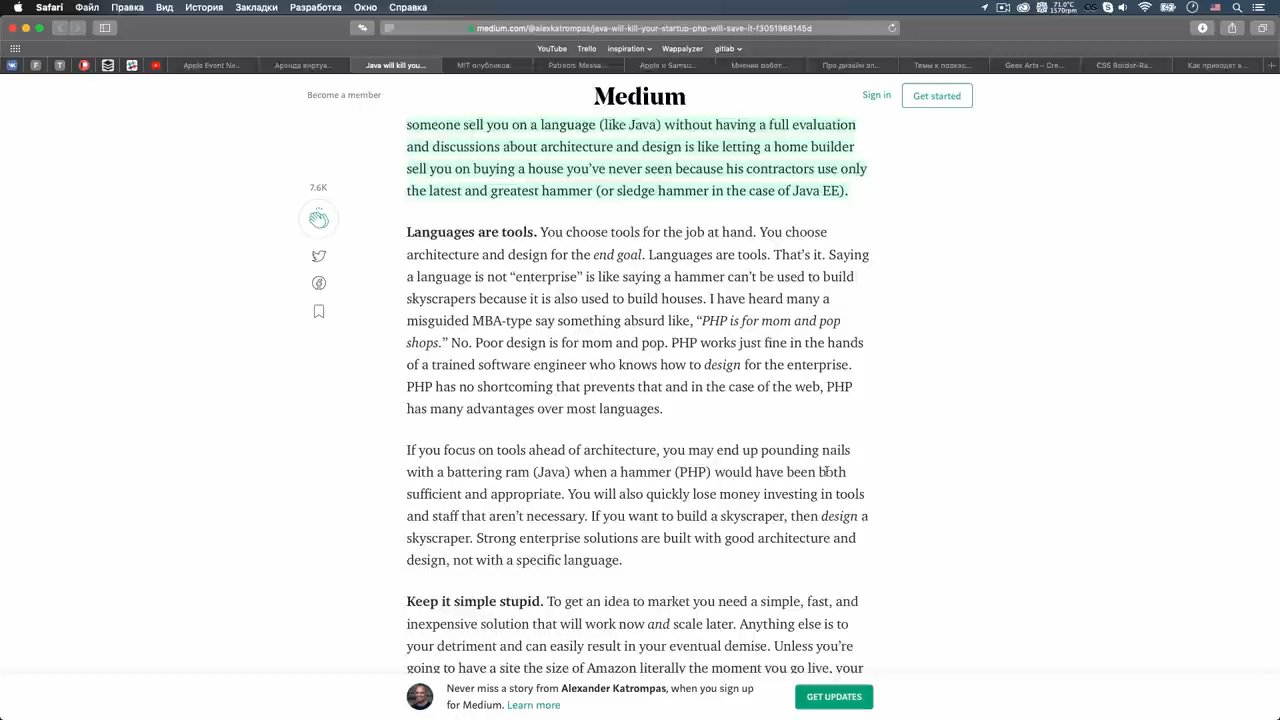 Safari Файл Правка Вид История Закладки Окно Справка
71.0°C
1570rpm
medium.com/@alexkatrompas/java-will-kill-your-startup-php-will-save-it-f3051968145d
YouTube Trello inspiration Wappalyzer gitlab
Apple Event No... Аренда вирту... Java will kill you... MIT опубликов... Patreon: Месяц... Apple и Samsu... Мнения работ... Про дизайн эл... Темы к подкас... Geex Arts – Cre... CSS Border-Ra... Как приходят в ...
Become a member Medium Sign in Get started
someone sell you on a language (like Java) without having a full evaluation
and discussions about architecture and design is like letting a home builder
sell you on buying a house you’ve never seen because his contractors use only
the latest and greatest hammer (or sledge hammer in the case of Java EE).
7.6K
Languages are tools. You choose tools for the job at hand. You choose
architecture and design for the end goal. Languages are tools. That’s it. Saying
a language is not “enterprise” is like saying a hammer can’t be used to build
skyscrapers because it is also used to build houses. I have heard many a
misguided MBA-type say something absurd like, “PHP is for mom and pop
shops.” No. Poor design is for mom and pop. PHP works just fine in the hands
of a trained software engineer who knows how to design for the enterprise.
PHP has no shortcoming that prevents that and in the case of the web, PHP
has many advantages over most languages.
If you focus on tools ahead of architecture, you may end up pounding nails
with a battering ram (Java) when a hammer (PHP) would have been both
sufficient and appropriate. You will also quickly lose money investing in tools
and staff that aren’t necessary. If you want to build a skyscraper, then design a
skyscraper. Strong enterprise solutions are built with good architecture and
design, not with a specific language.
Keep it simple stupid. To get an idea to market you need a simple, fast, and
inexpensive solution that will work now and scale later. Anything else is to
your detriment and can easily result in your eventual demise. Unless you’re
going to have a site the size of Amazon literally the moment you go live, your
Never miss a story from Alexander Katrompas, when you sign up
for Medium. Learn more
GET UPDATES